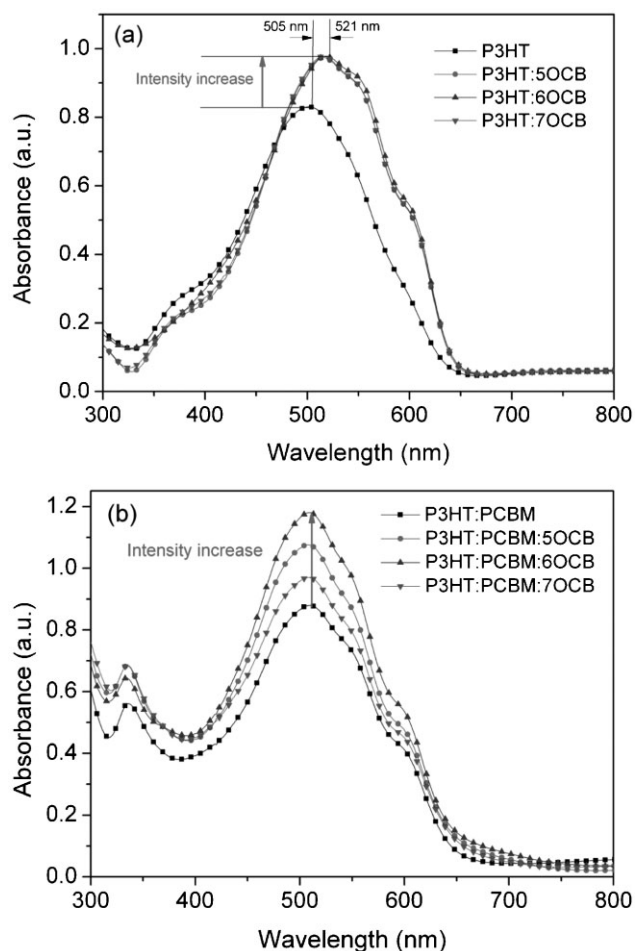 505 nm 521 nm
(a)
1.0
0.8
0.6
0.4
0.2
0.0
Absorbance (a.u.)
Intensity increase
P3HT
P3HT:5OCB
P3HT:6OCB
P3HT:7OCB
300 400 500 600 700 800
Wavelength (nm)
(b)
1.2
1.0
0.8
0.6
0.4
0.2
0.0
Absorbance (a.u.)
Intensity increase
P3HT:PCBM
P3HT:PCBM:5OCB
P3HT:PCBM:6OCB
P3HT:PCBM:7OCB
300 400 500 600 700 800
Wavelength (nm)